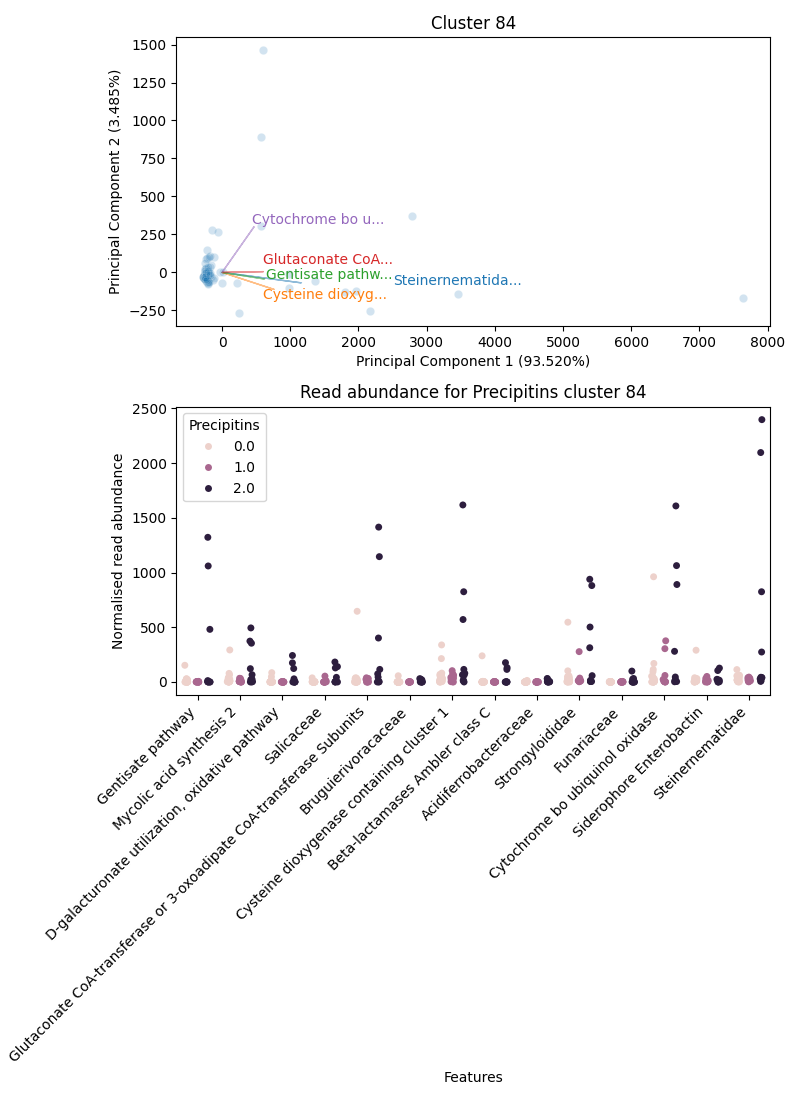 Cluster 84
1500
1250
1000
750
500
250
0
−250
Principal Component 2 (3.485%)
Cytochrome bo u...
Glutaconate CoA...
Gentisate pathw...
Steinernematida...
Cysteine dioxyg...
0 1000 2000 3000 4000 5000 6000 7000 8000
Principal Component 1 (93.520%)
Read abundance for Precipitins cluster 84
2500
2000
1500
1000
500
0
Normalised read abundance
Precipitins
0.0
1.0
2.0
Gentisate pathway
Mycolic acid synthesis 2
D-galacturonate utilization, oxidative pathway
Salicaceae
Glutaconate CoA-transferase or 3-oxoadipate CoA-transferase Subunits
Bruguierivoracaceae
Cysteine dioxygenase containing cluster 1
Beta-lactamases Ambler class C
Acidiferrobacteraceae
Strongyloididae
Funariaceae
Cytochrome bo ubiquinol oxidase
Siderophore Enterobactin
Steinernematidae
Features